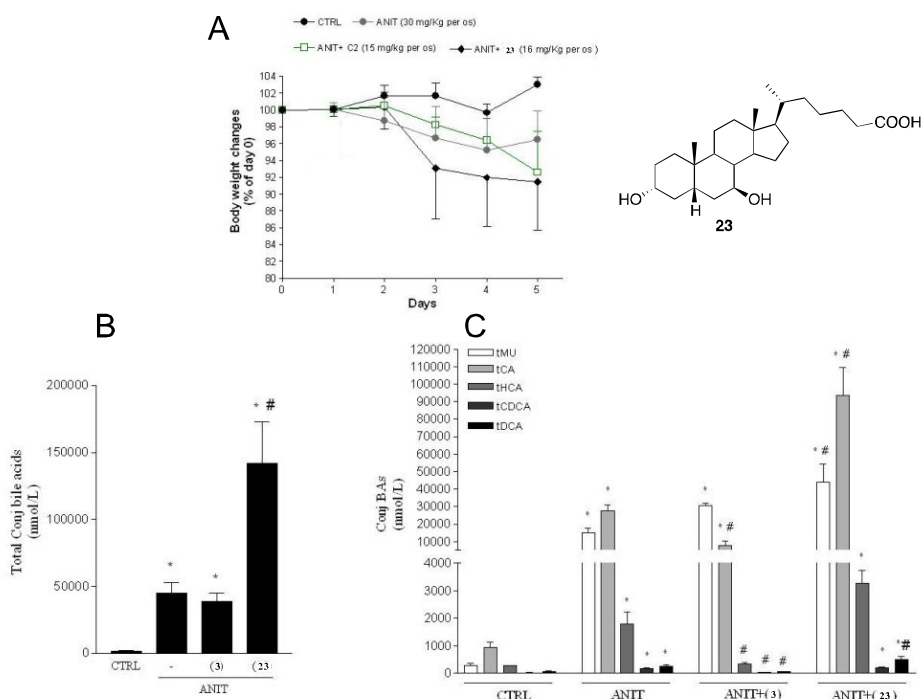 A
CTRL ANIT (30 mg/Kg per os)
ANIT+ C2 (15 mg/kg per os) ANIT+ 23 (16 mg/Kg per os )
Body weight changes
(% of day 0)
104
102
100
98
96
94
92
90
88
86
84
82
80
0 1 2 3 4 5
Days
COOH
HO H OH
23
B
Total Conj bile acids
(nmol/L)
200000
150000
100000
50000
0
* * * #
CTRL - (3) (23)
ANIT
C
Conj BAs
(nmol/L)
tMU
tCA
tHCA
tCDCA
tDCA
120000
110000
100000
90000
80000
70000
60000
50000
40000
30000
20000
10000
4000
3000
2000
1000
0
* * * * *
* * # # # #
* # * # * * *#
CTRL ANIT ANIT+(3) ANIT+(23)